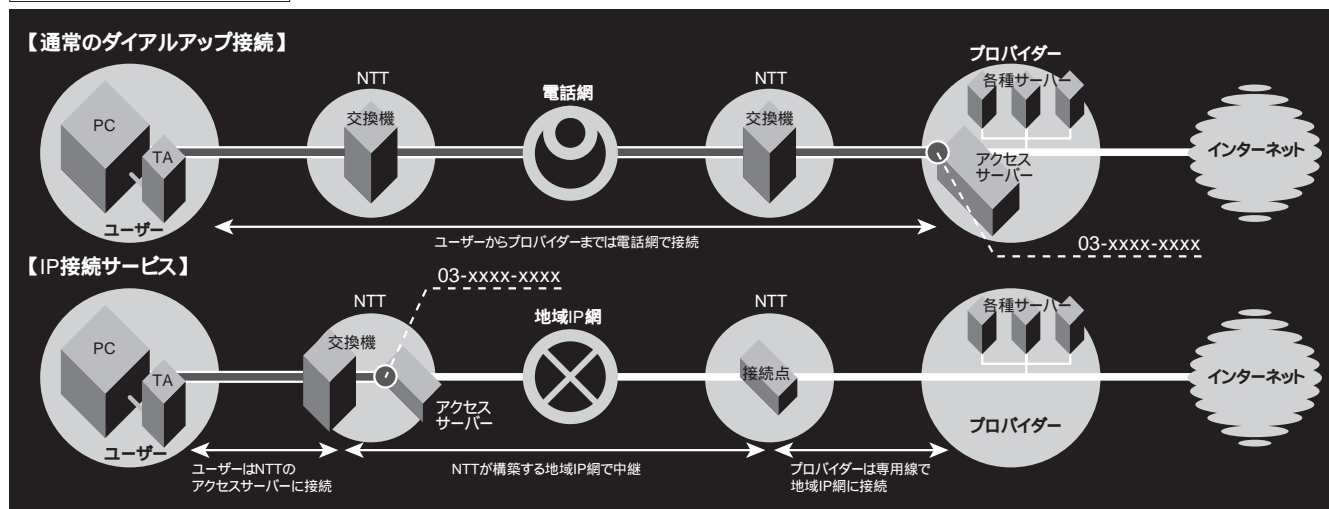 【通常のダイアルアップ接続】
PC
TA
ユーザー
NTT
交換機
電話網
NTT
交換機
プロバイダー
各種サーバー
アクセス
サーバー
インターネット
ユーザーからプロバイダーまでは電話網で接続
03-xxxx-xxxx
【IP接続サービス】
03-xxxx-xxxx
PC
TA
ユーザー
NTT
交換機
アクセス
サーバー
地域IP網
NTT
接続点
各種サーバー
プロバイダー
インターネット
ユーザーはNTTの
アクセスサーバーに接続
NTTが構築する地域IP網で中継
プロバイダーは専用線で
地域IP網に接続